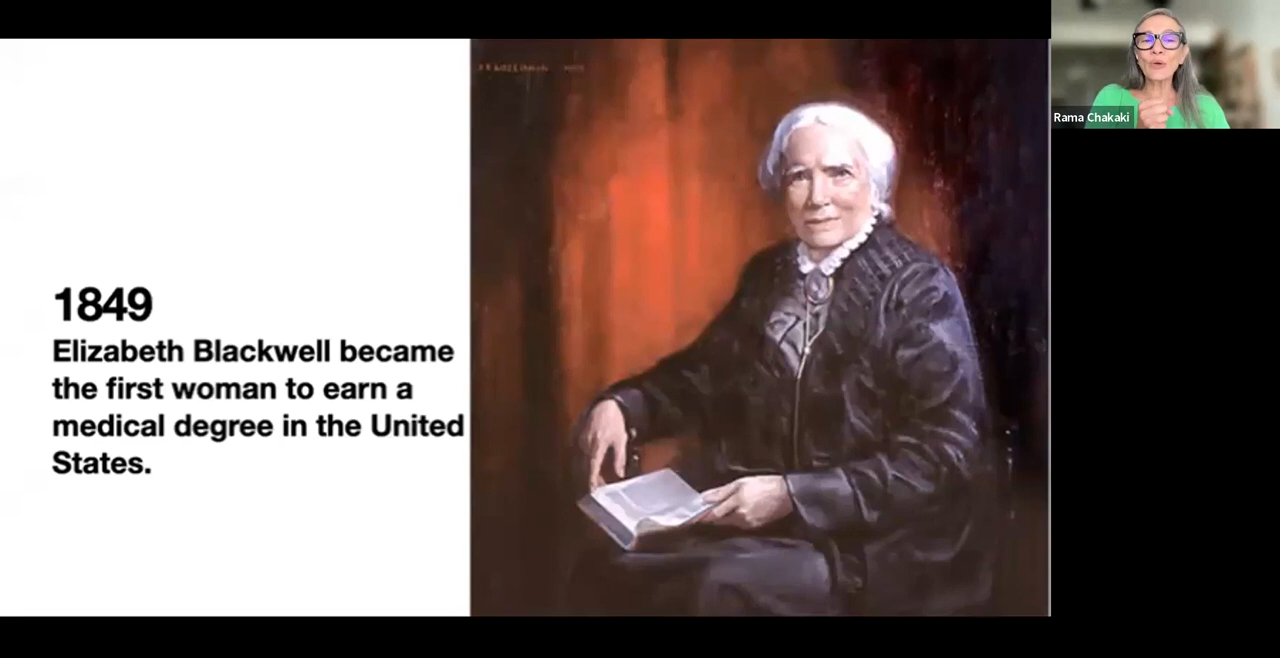 1849
Elizabeth Blackwell became
the first woman to earn a
medical degree in the United
States.
Rama Chakaki